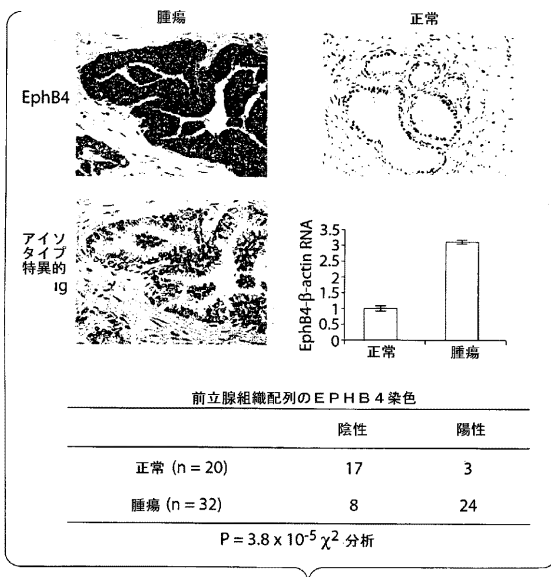 腫瘍
正常
EphB4
アイソ
タイプ
特異的
Ig
EphB4-β-actin RNA
3.5
3
2.5
2
1.5
1
0.5
0
正常
腫瘍
前立腺組織配列のＥＰＨＢ４染色
陰性
陽性
正常 (n = 20) 17 3
腫瘍 (n = 32) 8 24
P = 3.8 x 10⁻⁵ χ² 分析